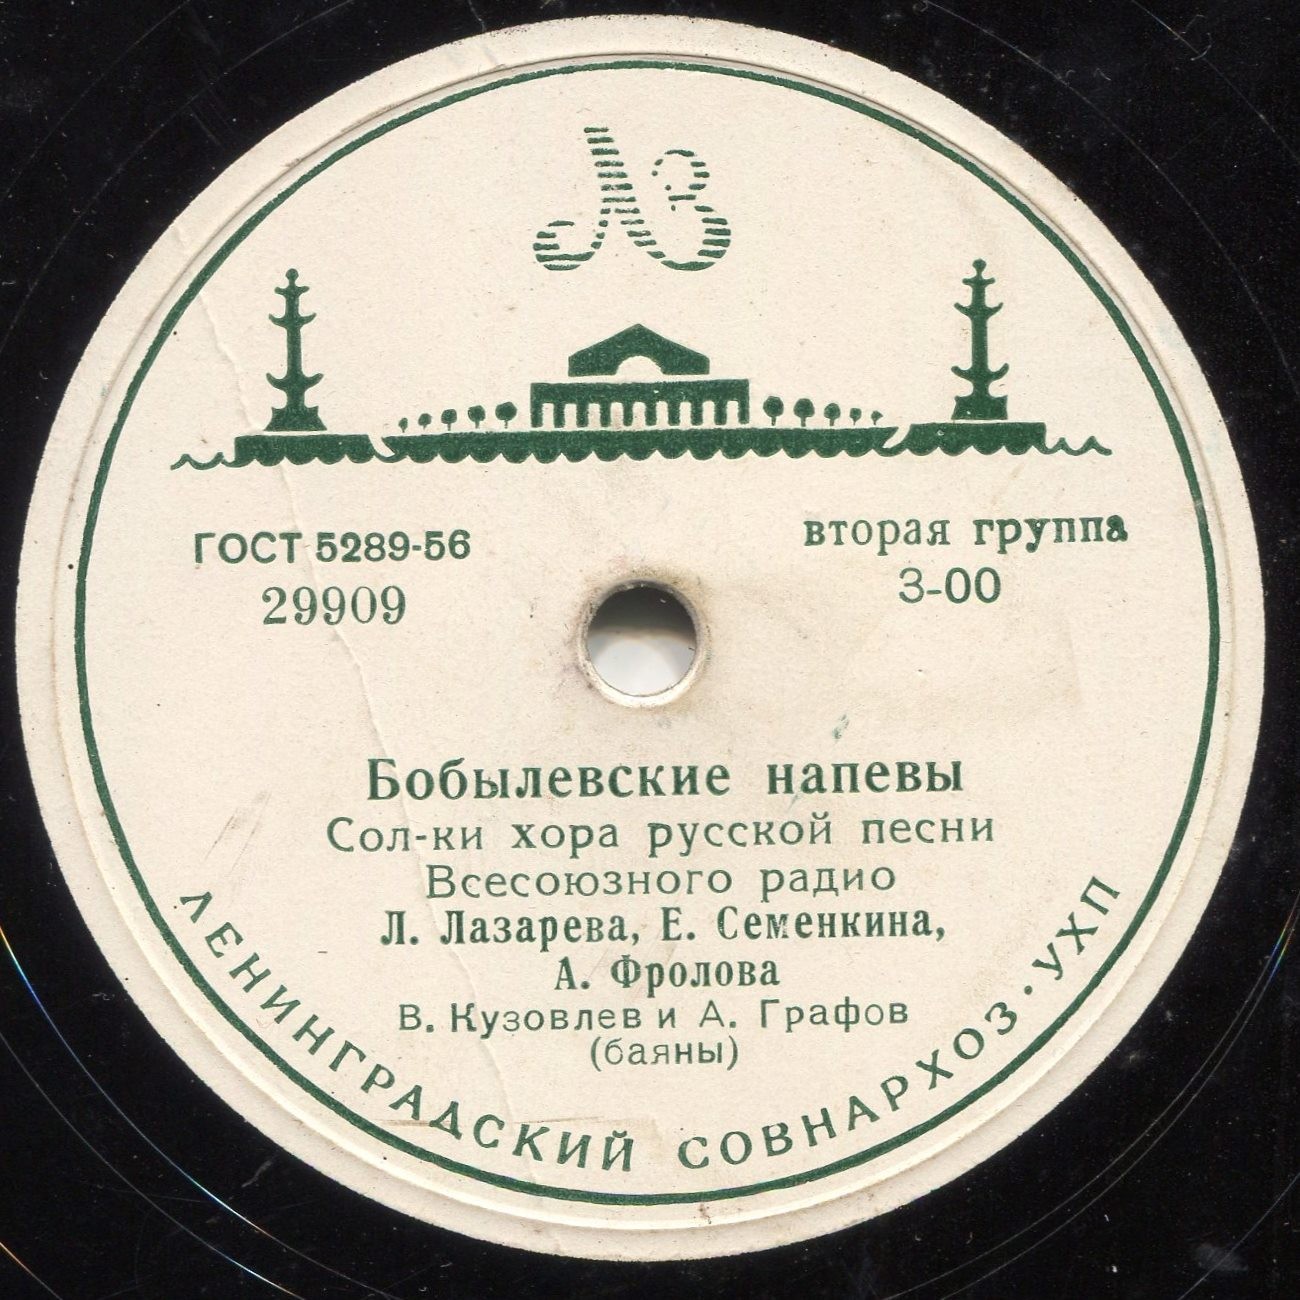 ЛЗ
ГОСТ 5289-56
29909
вторая группа
3-00
Бобылевские напевы
Сол-ки хора русской песни
Всесоюзного радио
Л. Лазарева, Е. Семенкина,
А. Фролова
В. Кузовлев и А. Графов
(баяны)
ЛЕНИНГРАДСКИЙ СОВНАРХОЗ · УХП